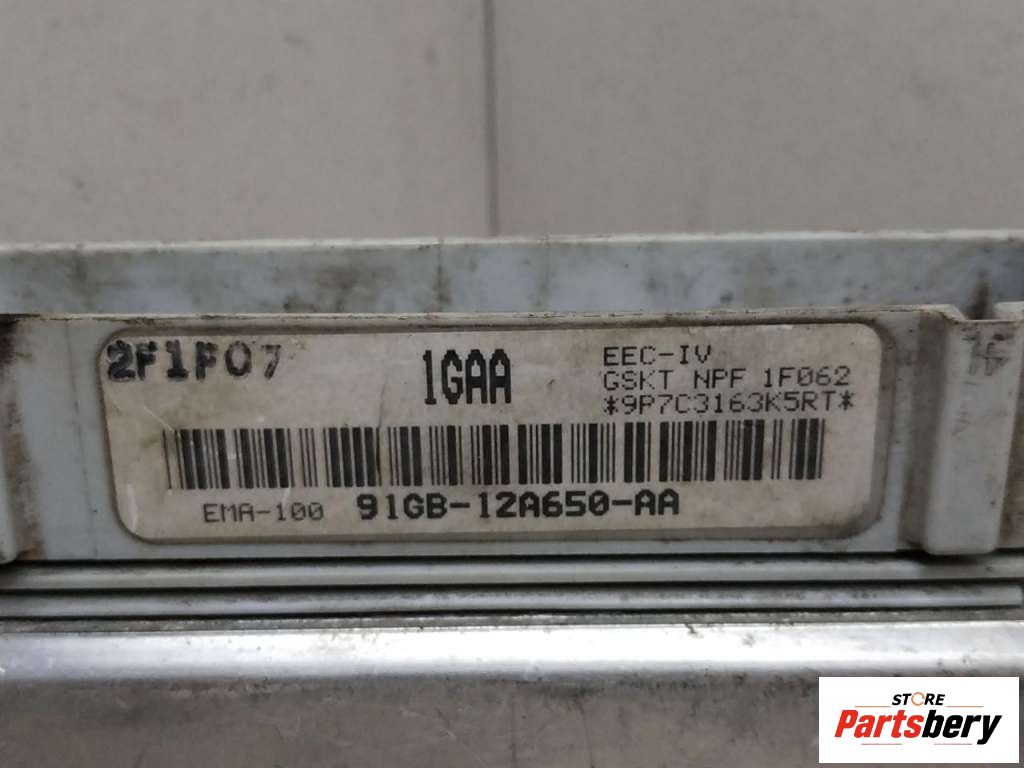 2F1F07
1GAA
EEC-IV
GSKT NPF 1F062
*9P7C3163K5RT*
EMA-100 91GB-12A650-AA
STORE
Partsbery